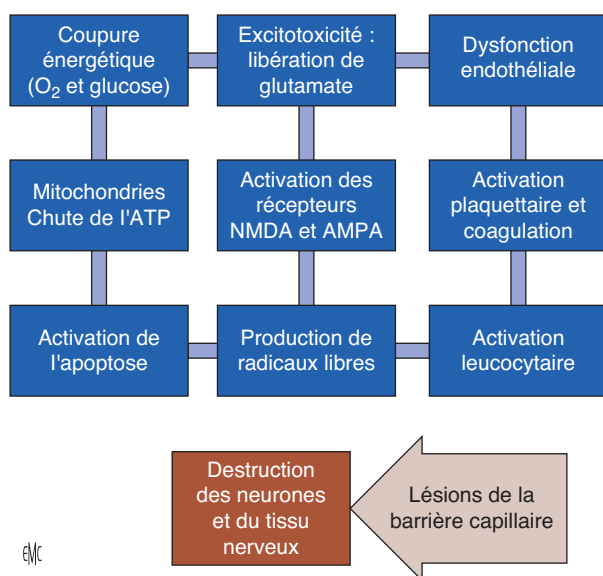 Coupure
énergétique
(O₂ et glucose)
Excitotoxicité :
libération de
glutamate
Dysfonction
endothéliale
Mitochondries
Chute de l'ATP
Activation des
récepteurs
NMDA et AMPA
Activation
plaquettaire et
coagulation
Activation de
l'apoptose
Production de
radicaux libres
Activation
leucocytaire
Destruction
des neurones
et du tissu
nerveux
Lésions de la
barrière capillaire
EMC